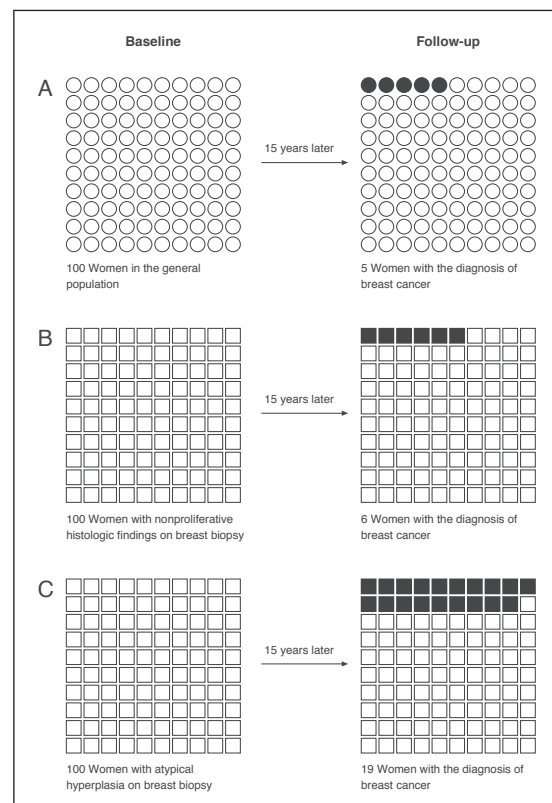 Baseline
Follow-up
A
15 years later
100 Women in the general
population
5 Women with the diagnosis of
breast cancer
B
15 years later
100 Women with nonproliferative
histologic findings on breast biopsy
6 Women with the diagnosis of
breast cancer
C
15 years later
100 Women with atypical
hyperplasia on breast biopsy
19 Women with the diagnosis of
breast cancer